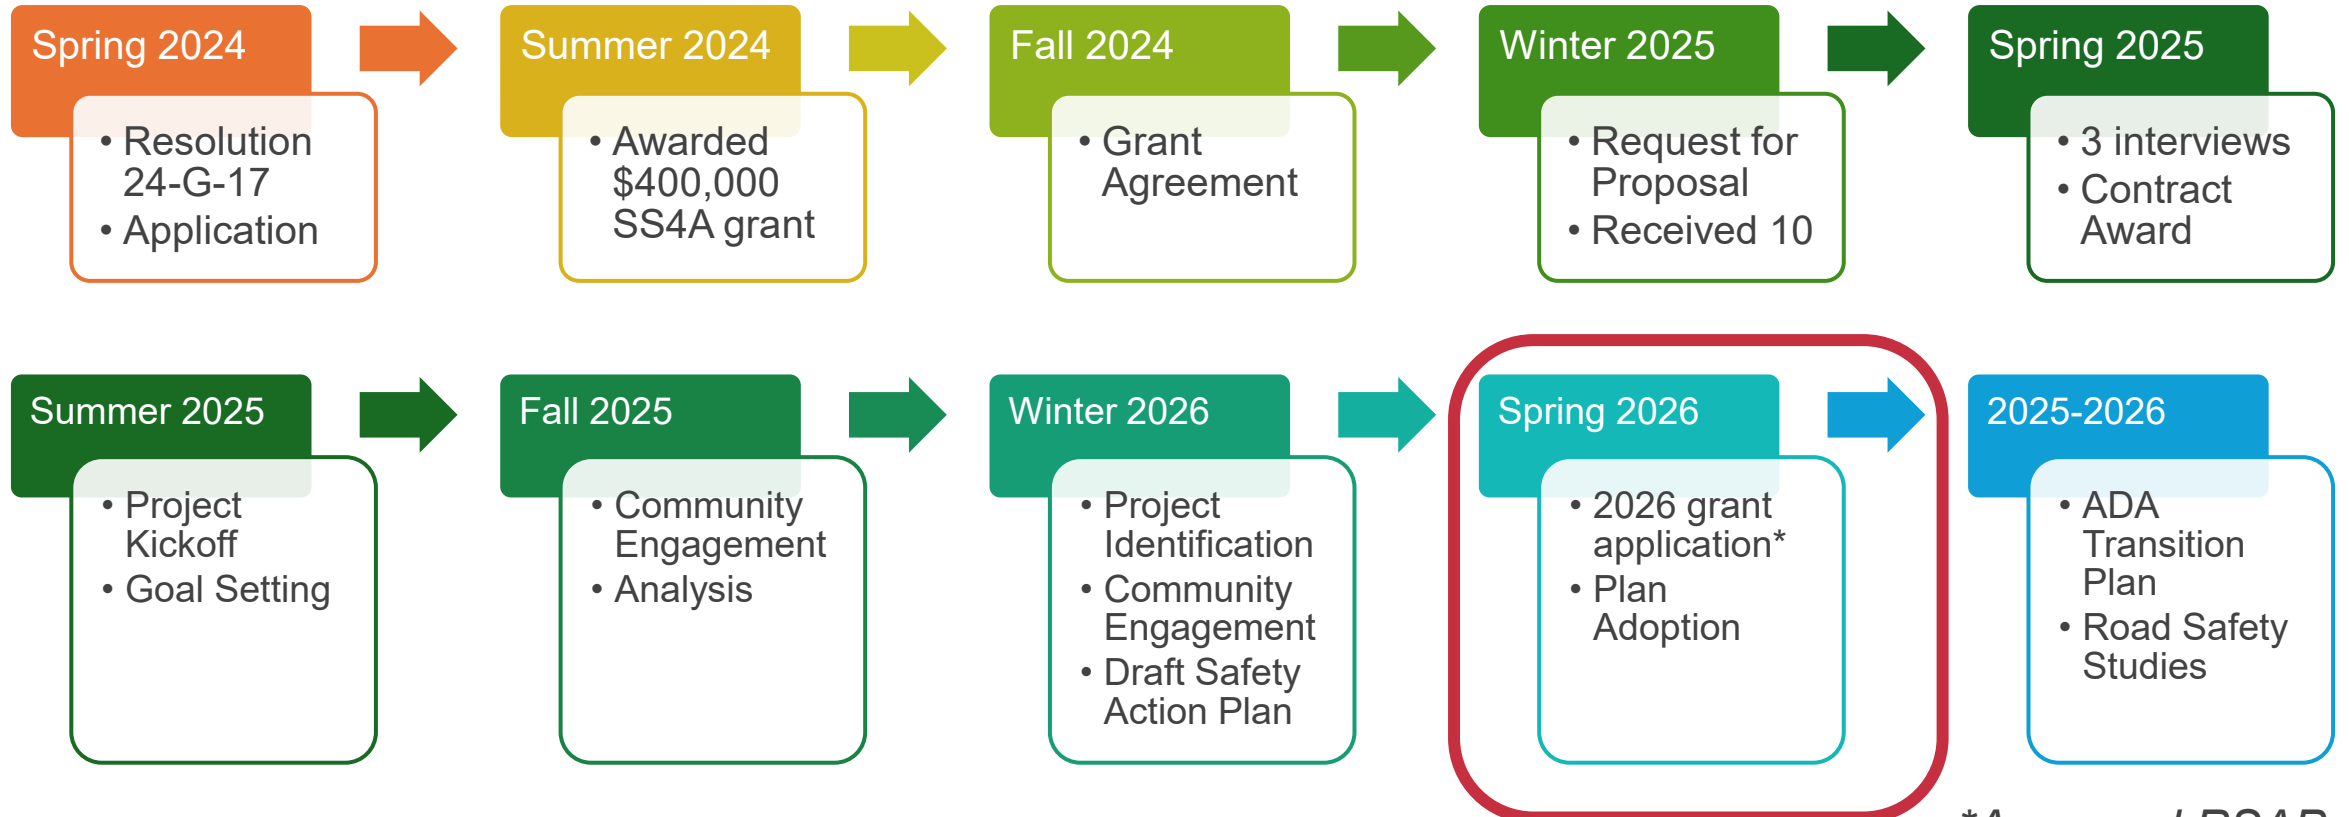 Spring 2024
• Resolution
24-G-17
• Application
Summer 2024
• Awarded
$400,000
SS4A grant
Fall 2024
• Grant
Agreement
Winter 2025
• Request for
Proposal
• Received 10
Spring 2025
• 3 interviews
• Contract
Award
Summer 2025
• Project
Kickoff
• Goal Setting
Fall 2025
• Community
Engagement
• Analysis
Winter 2026
• Project
Identification
• Community
Engagement
• Draft Safety
Action Plan
Spring 2026
• 2026 grant
application*
• Plan
Adoption
2025-2026
• ADA
Transition
Plan
• Road Safety
Studies